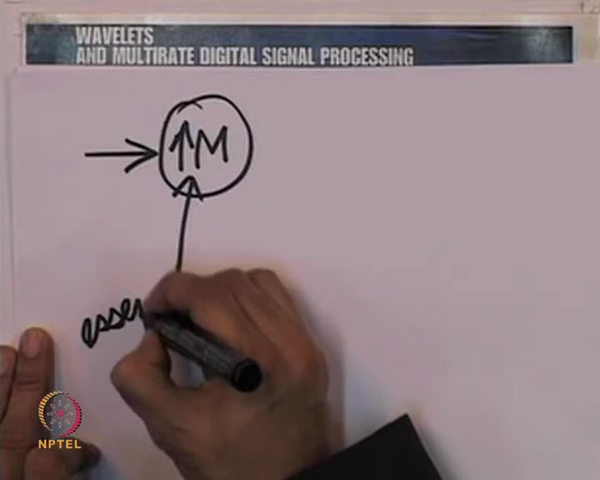 WAVELETS
AND MULTIRATE DIGITAL SIGNAL PROCESSING
↑M
NPTEL